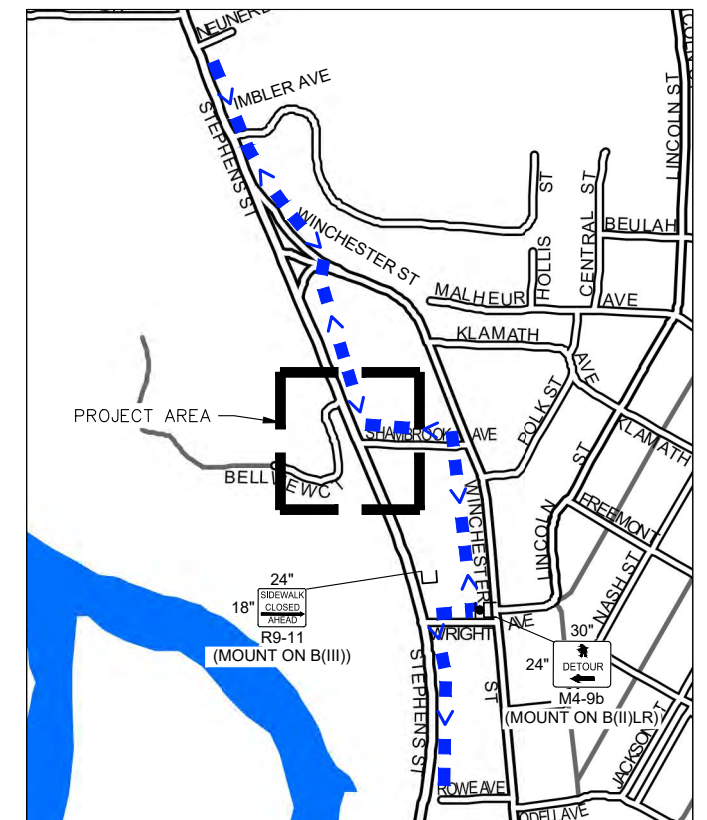 IMBLER AVE
STEPHENS ST
LINCOLN ST
WINCHESTER ST
HOLLIS ST
CENTRAL ST
BEULAH
MALHEUR AVE
KLAMATH AVE
POLK ST
KLAMATH
PROJECT AREA
SHAMBROOK AVE
BELLVIEW CT
WINCHESTER ST
LINCOLN ST
FREEMONT
NASH ST
24"
18"
SIDEWALK
CLOSED
AHEAD
R9-11
(MOUNT ON B(III))
WRIGHT AVE
30"
24"
DETOUR
M4-9b
(MOUNT ON B(II)LR)
STEPHENS ST
JACKSON ST
ROWE AVE
ODELL AVE